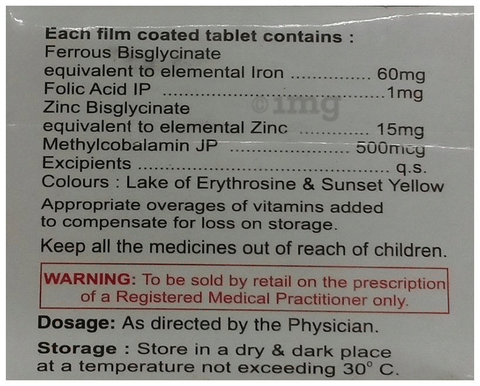 Each film coated tablet contains :
Ferrous Bisglycinate
equivalent to elemental Iron .............. 60mg
Folic Acid IP ....................................... 1mg
Zinc Bisglycinate
equivalent to elemental Zinc ............. 15mg
Methylcobalamin JP ..................... 500mcg
Excipients ........................................... q.s.
Colours : Lake of Erythrosine & Sunset Yellow
Appropriate overages of vitamins added
to compensate for loss on storage.
Keep all the medicines out of reach of children.
WARNING: To be sold by retail on the prescription
of a Registered Medical Practitioner only.
Dosage: As directed by the Physician.
Storage : Store in a dry & dark place
at a temperature not exceeding 30° C.